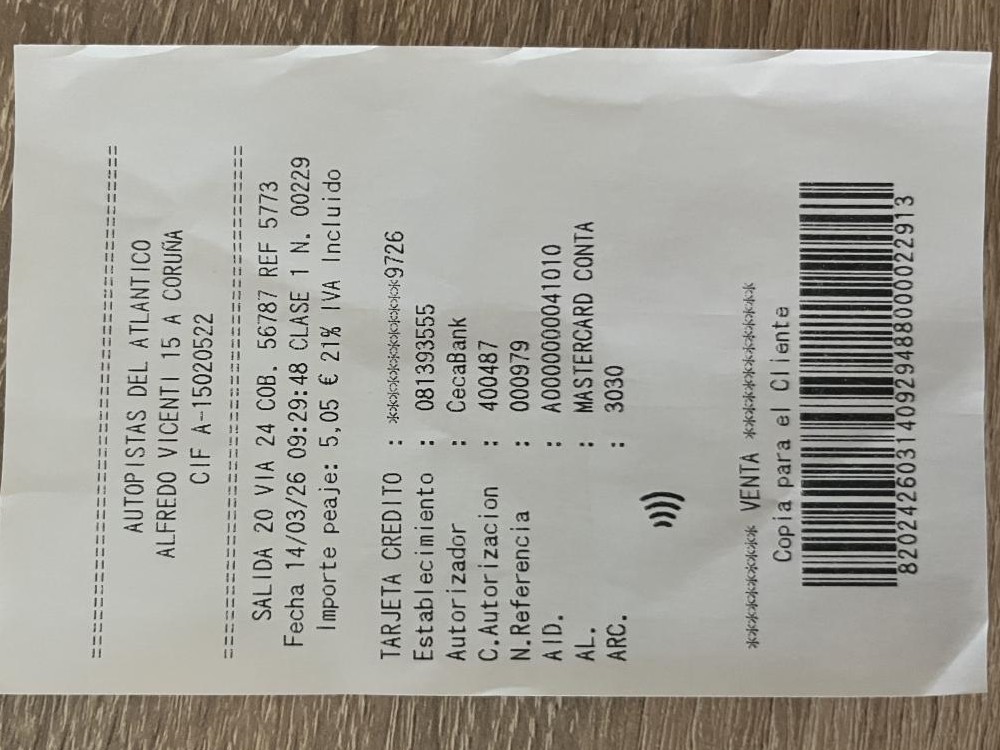 ================================================
AUTOPISTAS DEL ATLANTICO
ALFREDO VICENTI 15 A CORUÑA
CIF A-15020522
================================================
SALIDA 20 VIA 24 COB. 56787 REF 5773
Fecha 14/03/26 09:29:48 CLASE 1 N. 00229
Importe peaje: 5,05 € 21% IVA Incluido
TARJETA CREDITO : ************9726
Establecimiento : 081393555
Autorizador : CecaBank
C.Autorizacion : 400487
N.Referencia : 000979
AID. : A0000000041010
AL. : MASTERCARD CONTA
ARC. : 3030
************ VENTA ****************
Copia para el Cliente
820242603140929488000022913